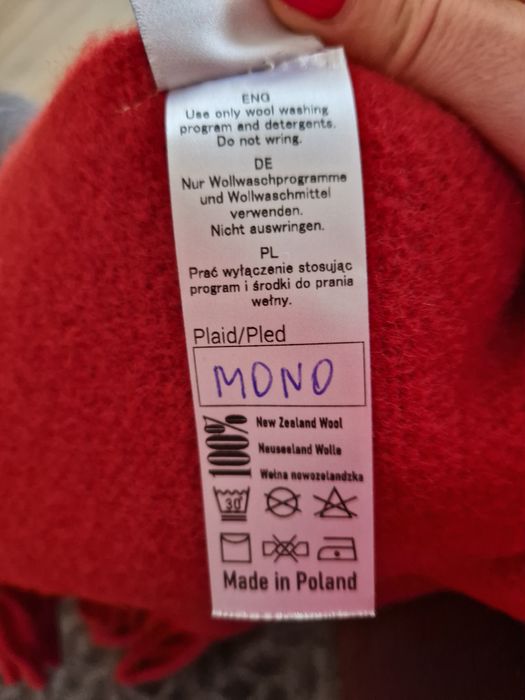 ENG
Use only wool washing
program and detergents.
Do not wring.
DE
Nur Wollwaschprogramme
und Wollwaschmittel
verwenden.
Nicht auswringen.
PL
Prać wyłączenie stosując
program i środki do prania
wełny.
Plaid/Pled
MONO
100%
New Zealand Wool
Neuseeland Wolle
Wełna nowozelandzka
30°
Made in Poland